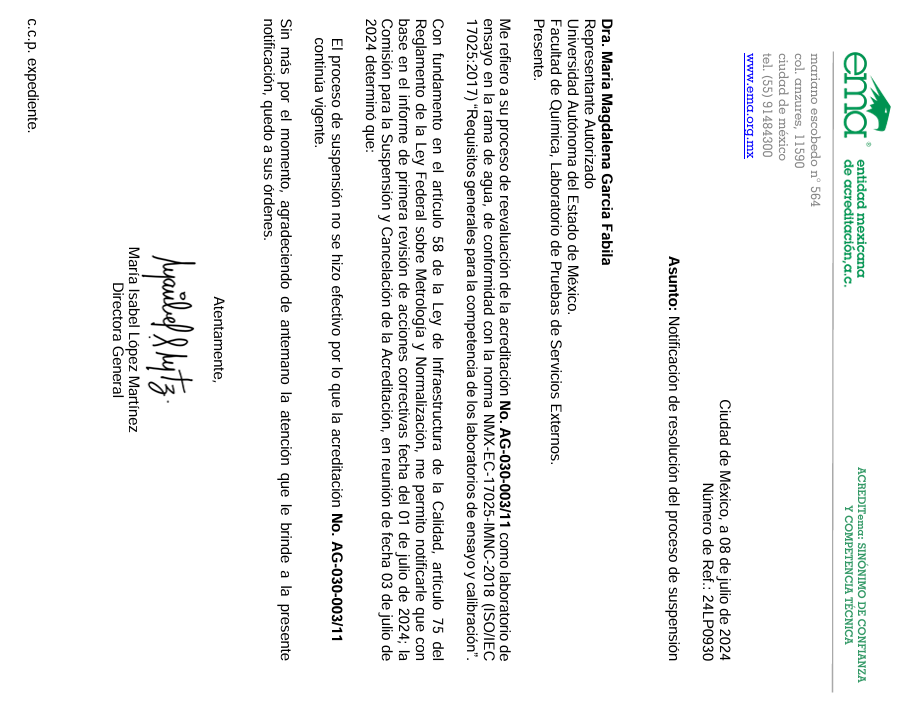 ema®
entidad mexicana
de acreditación, a.c.
ACREDITema: SINÓNIMO DE CONFIANZA
Y COMPETENCIA TÉCNICA
mariano escobedo n° 564
col. anzures, 11590
ciudad de méxico
tel. (55) 91484300
www.ema.org.mx
Ciudad de México, a 08 de julio de 2024
Número de Ref.: 24LP0930
Asunto: Notificación de resolución del proceso de suspensión
Dra. Maria Magdalena Garcia Fabila
Representante Autorizado
Universidad Autónoma del Estado de México.
Facultad de Química, Laboratorio de Pruebas de Servicios Externos.
Presente.
Me refiero a su proceso de reevaluación de la acreditación No. AG-030-003/11 como laboratorio de
ensayo en la rama de agua, de conformidad con la norma NMX-EC-17025-IMNC-2018 (ISO/IEC
17025:2017) “Requisitos generales para la competencia de los laboratorios de ensayo y calibración”.
Con fundamento en el artículo 58 de la Ley de Infraestructura de la Calidad, artículo 75 del
Reglamento de la Ley Federal sobre Metrología y Normalización, me permito notificarle que con
base en el informe de primera revisión de acciones correctivas fecha del 01 de julio de 2024; la
Comisión para la Suspensión y Cancelación de la Acreditación, en reunión de fecha 03 de julio de
2024 determinó que:
El proceso de suspensión no se hizo efectivo por lo que la acreditación No. AG-030-003/11
continúa vigente.
Sin más por el momento, agradeciendo de antemano la atención que le brinde a la presente
notificación, quedo a sus órdenes.
Atentamente,
María Isabel López Martínez
Directora General
c.c.p. expediente.